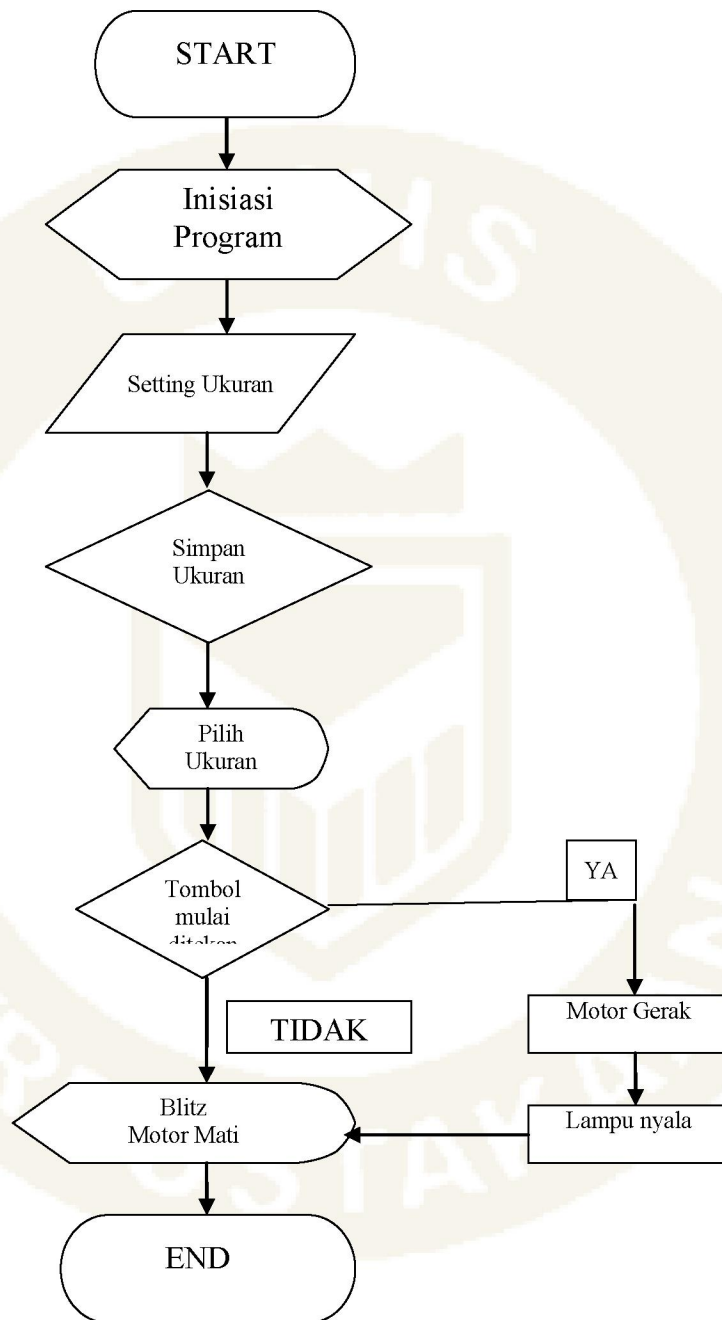 START
Inisiasi
Program
Setting Ukuran
Simpan
Ukuran
Pilih
Ukuran
Tombol
mulai
ditekan
YA
TIDAK
Motor Gerak
Lampu nyala
Blitz
Motor Mati
END